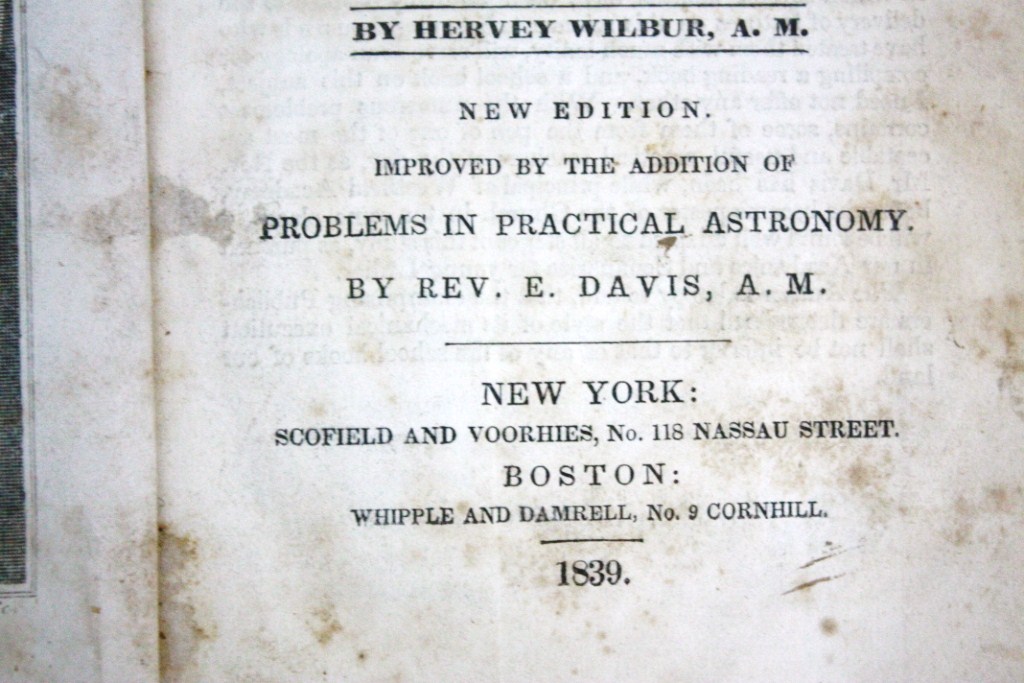 BY HERVEY WILBUR, A. M.
NEW EDITION.
IMPROVED BY THE ADDITION OF
PROBLEMS IN PRACTICAL ASTRONOMY.
BY REV. E. DAVIS, A. M.
NEW YORK:
SCOFIELD AND VOORHIES, No. 118 NASSAU STREET.
BOSTON:
WHIPPLE AND DAMRELL, No. 9 CORNHILL.
1839.